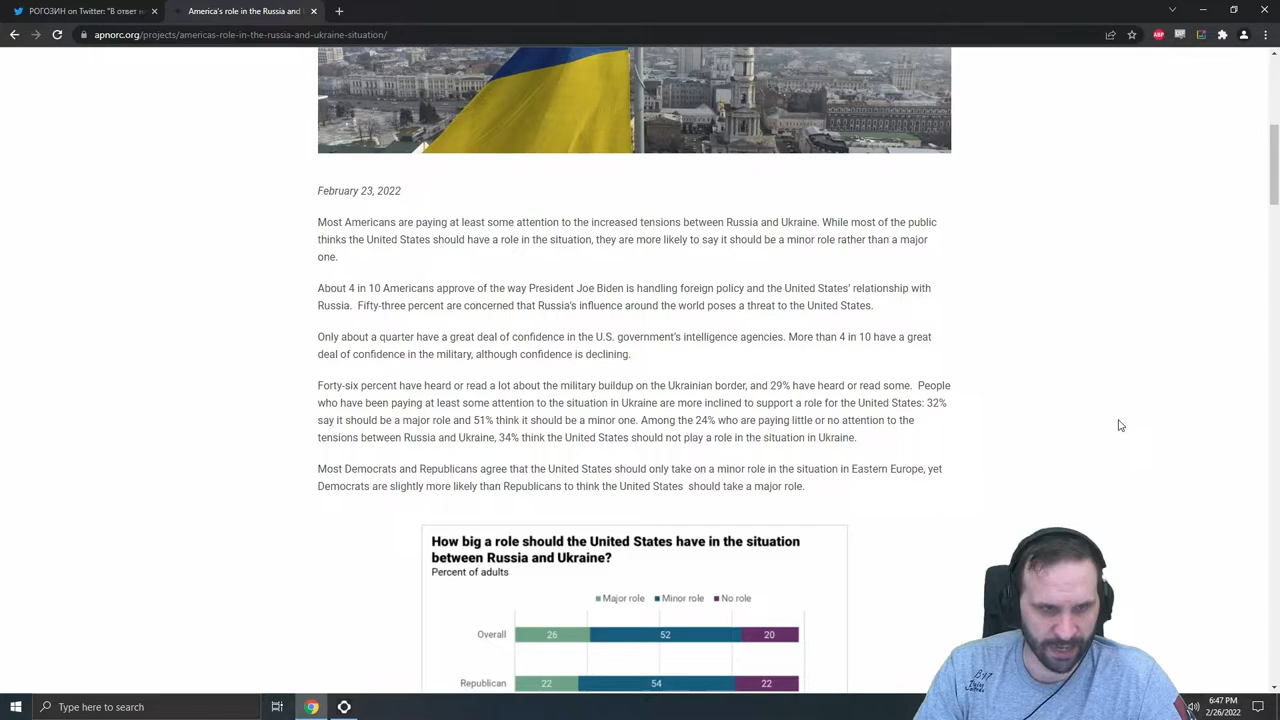 РОГОЗИН on Twitter: "В ответ н
America's role in the Russia and
apnorc.org/projects/americas-role-in-the-russia-and-ukraine-situation/
ABP
February 23, 2022
Most Americans are paying at least some attention to the increased tensions between Russia and Ukraine. While most of the public
thinks the United States should have a role in the situation, they are more likely to say it should be a minor role rather than a major
one.
About 4 in 10 Americans approve of the way President Joe Biden is handling foreign policy and the United States' relationship with
Russia. Fifty-three percent are concerned that Russia's influence around the world poses a threat to the United States.
Only about a quarter have a great deal of confidence in the U.S. government's intelligence agencies. More than 4 in 10 have a great
deal of confidence in the military, although confidence is declining.
Forty-six percent have heard or read a lot about the military buildup on the Ukrainian border, and 29% have heard or read some. People
who have been paying at least some attention to the situation in Ukraine are more inclined to support a role for the United States: 32%
say it should be a major role and 51% think it should be a minor one. Among the 24% who are paying little or no attention to the
tensions between Russia and Ukraine, 34% think the United States should not play a role in the situation in Ukraine.
Most Democrats and Republicans agree that the United States should only take on a minor role in the situation in Eastern Europe, yet
Democrats are slightly more likely than Republicans to think the United States should take a major role.
How big a role should the United States have in the situation
between Russia and Ukraine?
Percent of adults
Major role Minor role No role
Overall 26 52 20
Republican 22 54 22
Type here to search
6:47 PM
2/26/2022